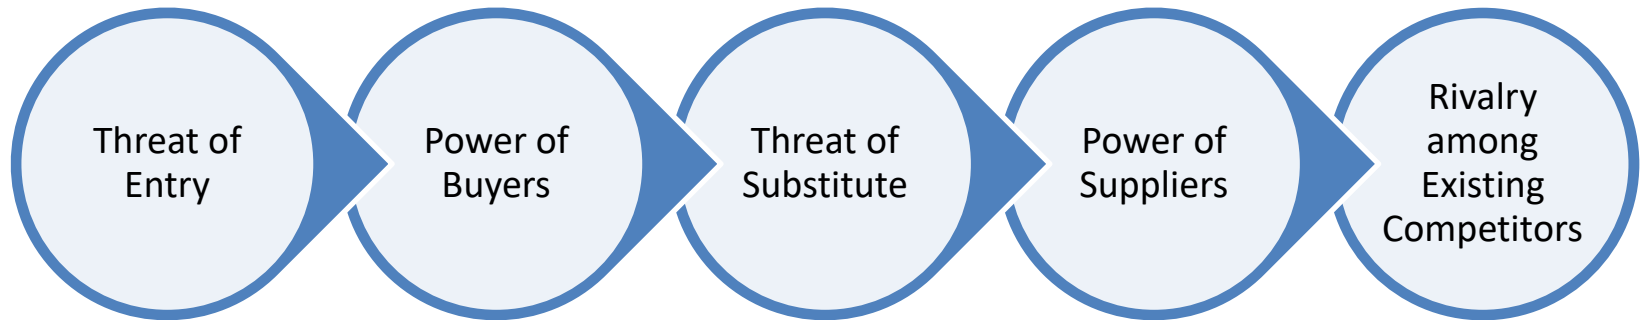 Threat of
Entry
Power of
Buyers
Threat of
Substitute
Power of
Suppliers
Rivalry
among
Existing
Competitors